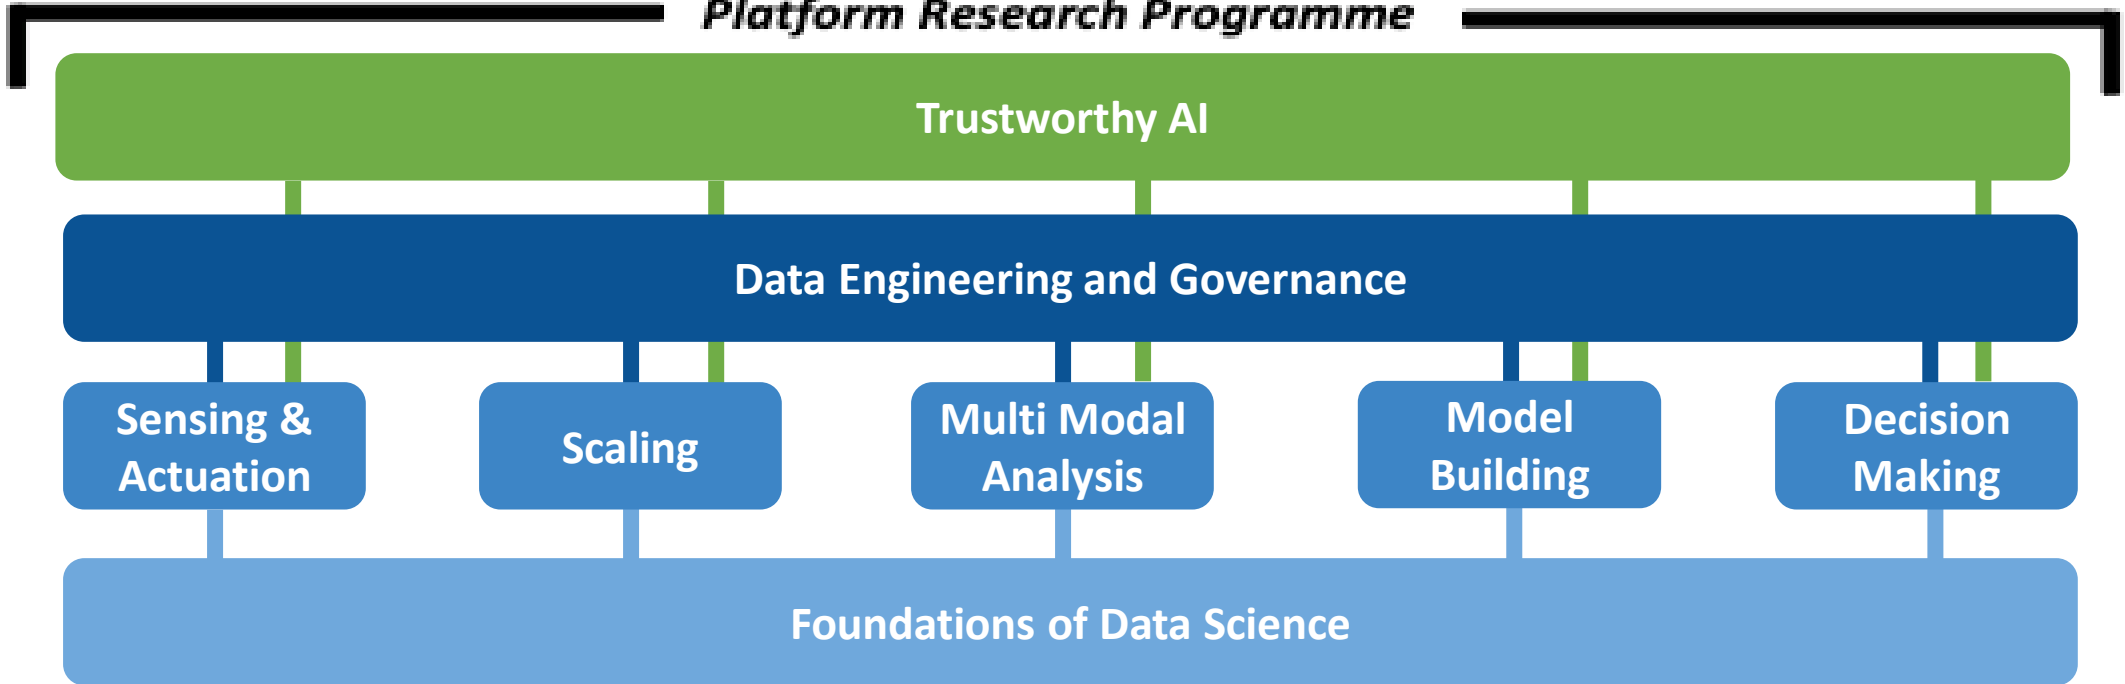 Platform Research Programme
Trustworthy AI
Data Engineering and Governance
Sensing &
Actuation
Scaling
Multi Modal
Analysis
Model
Building
Decision
Making
Foundations of Data Science